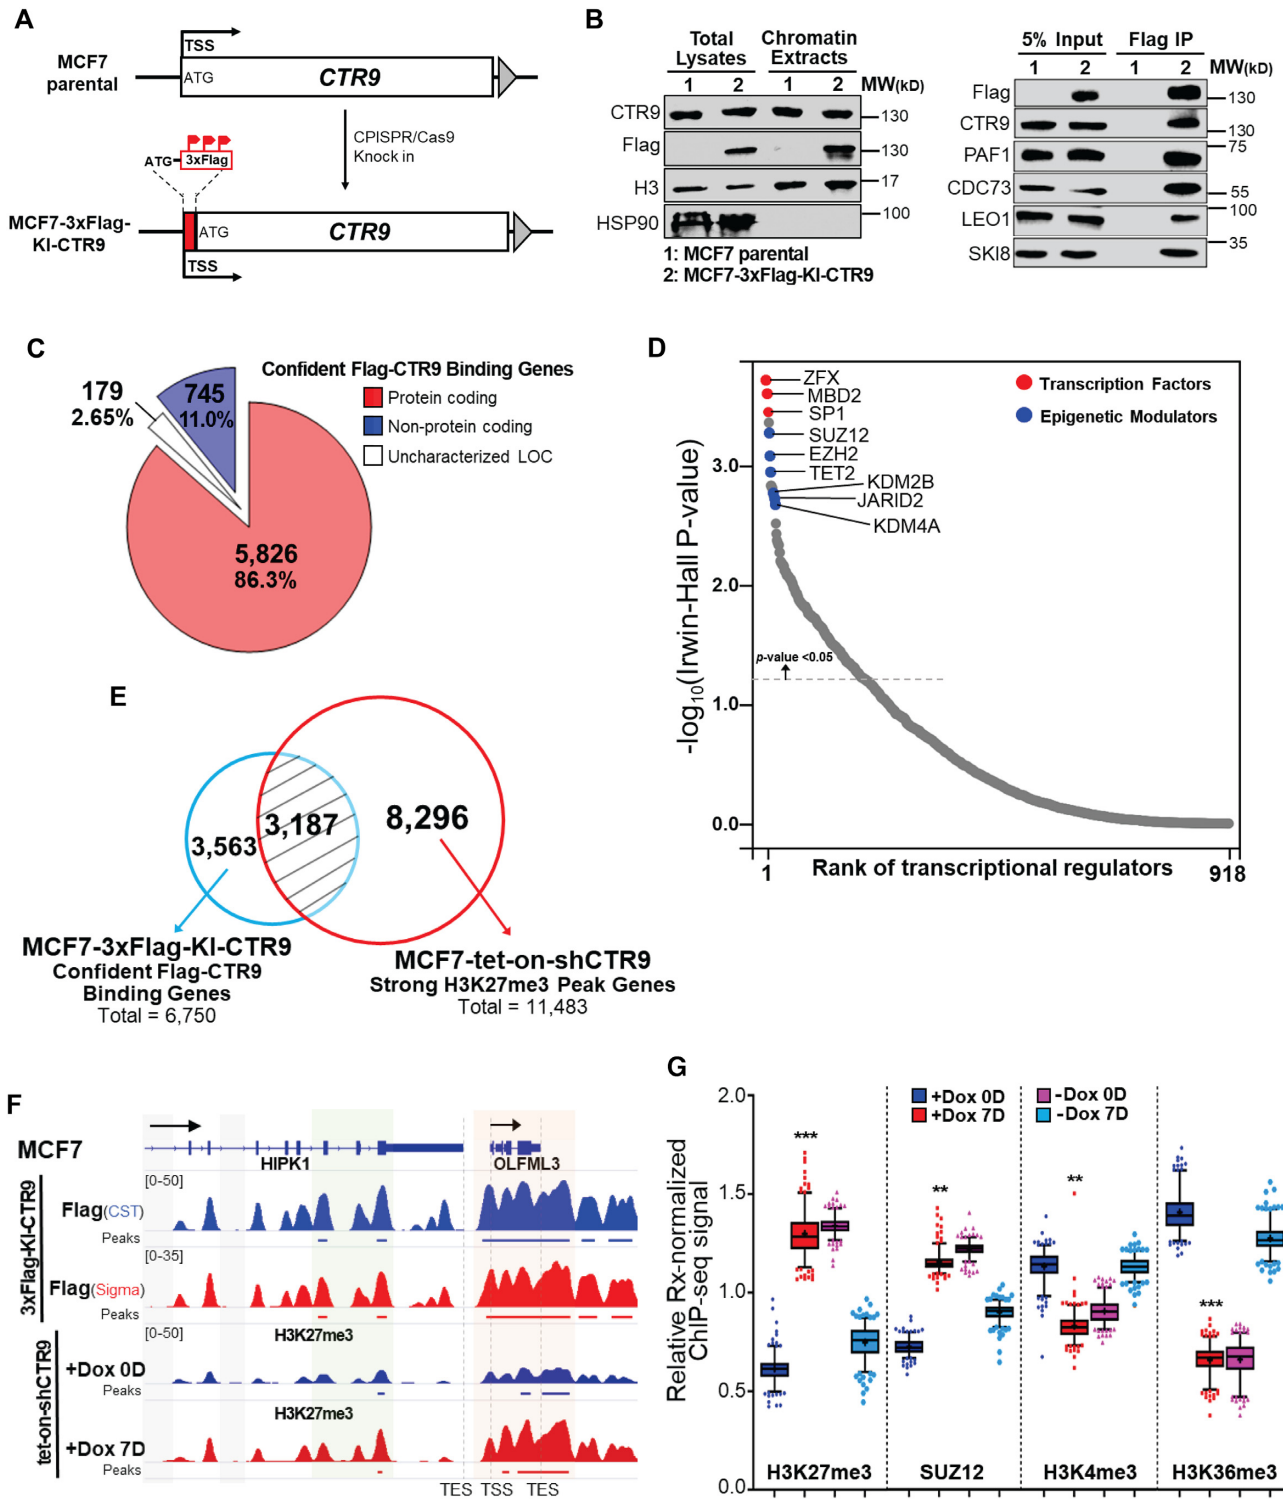 A
MCF7
parental
TSS
ATG
CTR9
CPISPR/Cas9
Knock in
ATG
3xFlag
MCF7-3xFlag-
KI-CTR9
ATG
CTR9
TSS
B
Total
Lysates
Chromatin
Extracts
1 2 1 2 MW(kD)
CTR9
130
Flag
130
H3
17
HSP90
100
1: MCF7 parental
2: MCF7-3xFlag-KI-CTR9
5% Input Flag IP
1 2 1 2 MW(kD)
Flag
130
CTR9
130
PAF1
75
CDC73
55
LEO1
100
SKI8
35
C
Confident Flag-CTR9 Binding Genes
Protein coding
Non-protein coding
Uncharacterized LOC
179
2.65%
745
11.0%
5,826
86.3%
D
-log10(Irwin-Hall P-value)
3.0
2.0
1.0
0.0
ZFX
MBD2
SP1
SUZ12
EZH2
TET2
KDM2B
JARID2
KDM4A
Transcription Factors
Epigenetic Modulators
p-value <0.05
1
Rank of transcriptional regulators
918
E
3,563
3,187
8,296
MCF7-3xFlag-KI-CTR9
Confident Flag-CTR9
Binding Genes
Total = 6,750
MCF7-tet-on-shCTR9
Strong H3K27me3 Peak Genes
Total = 11,483
F
MCF7
HIPK1
OLFML3
3xFlag-KI-CTR9
[0-50]
Flag(CST)
Peaks
[0-35]
Flag(Sigma)
Peaks
tet-on-shCTR9
[0-50]
H3K27me3
+Dox 0D
Peaks
H3K27me3
+Dox 7D
Peaks
TES TSS TES
G
Relative Rx-normalized
ChIP-seq signal
2.0
1.5
1.0
0.5
0.0
+Dox 0D
+Dox 7D
-Dox 0D
-Dox 7D
***
**
**
***
H3K27me3
SUZ12
H3K4me3
H3K36me3